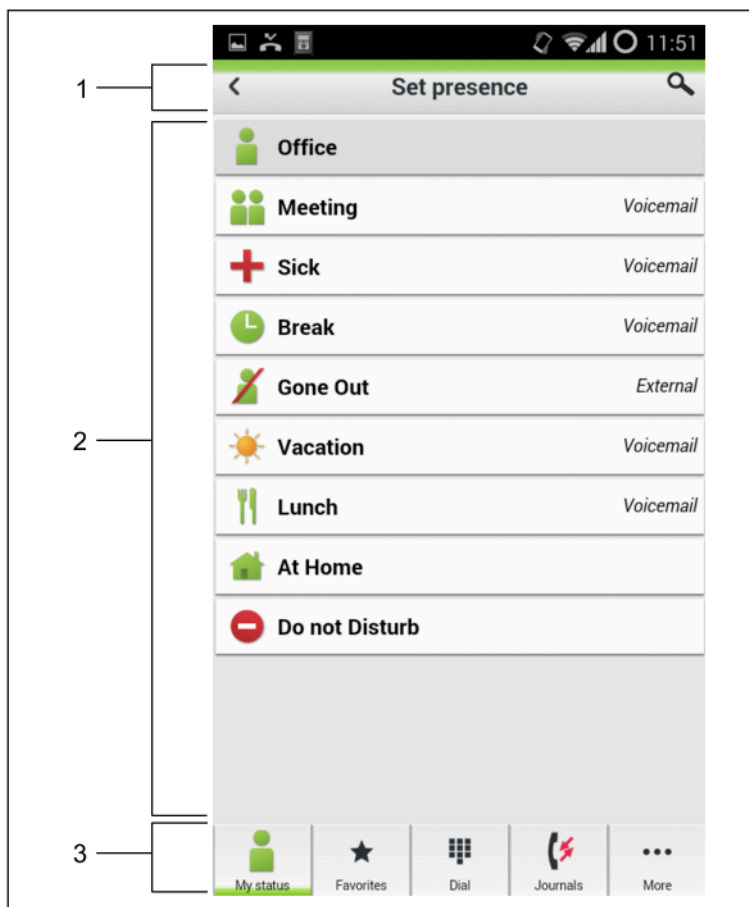 11:51
1
Set presence
Office
Meeting Voicemail
Sick Voicemail
Break Voicemail
2
Gone Out External
Vacation Voicemail
Lunch Voicemail
At Home
Do not Disturb
3
My status Favorites Dial Journals More